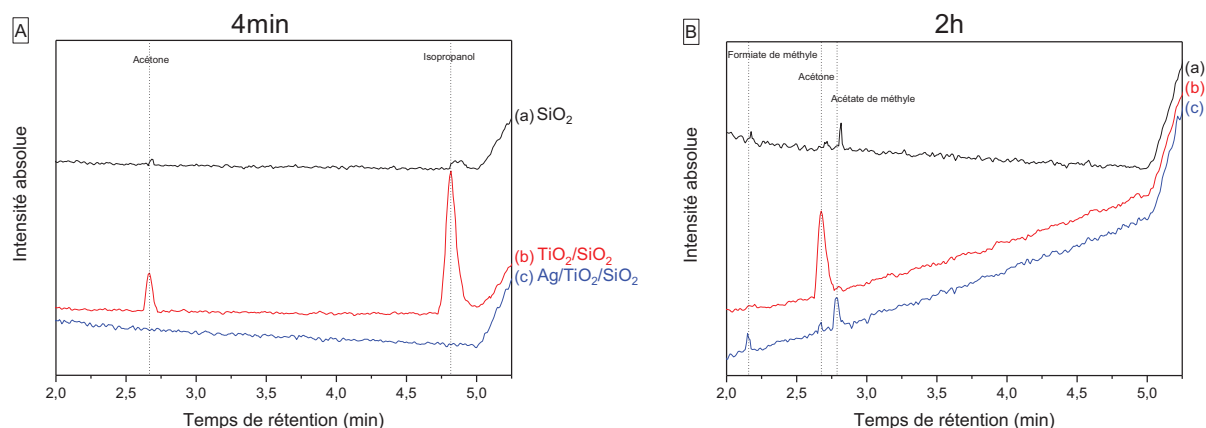 A
4min
Acétone
Isopropanol
(a) SiO₂
(b) TiO₂/SiO₂
(c) Ag/TiO₂/SiO₂
Intensité absolue
2,0 2,5 3,0 3,5 4,0 4,5 5,0
Temps de rétention (min)
B
2h
Formiate de méthyle
Acétone
Acétate de méthyle
(a)
(b)
(c)
Intensité absolue
2,0 2,5 3,0 3,5 4,0 4,5 5,0
Temps de rétention (min)